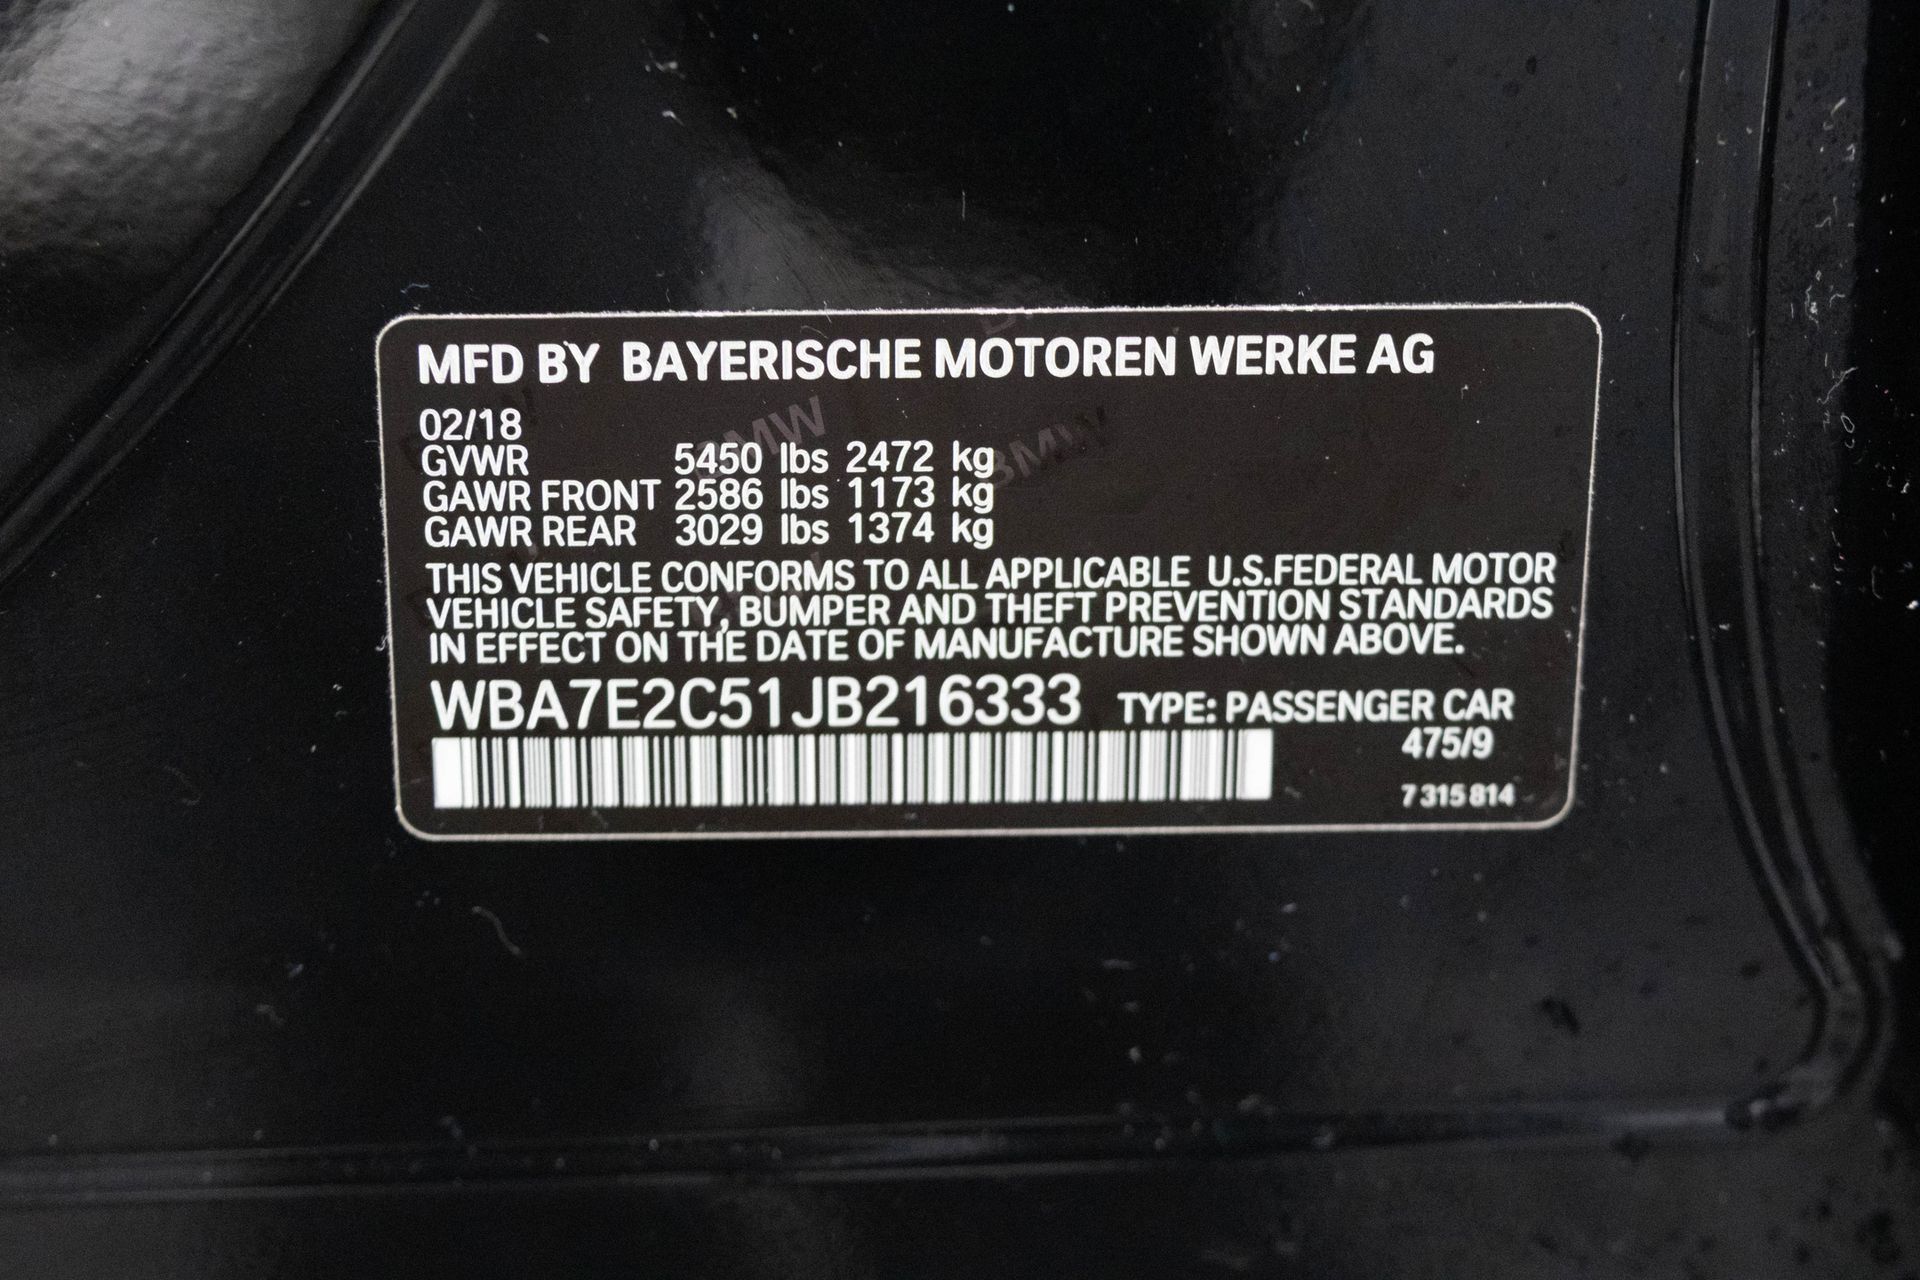 MFD BY BAYERISCHE MOTOREN WERKE AG
02/18
GVWR 5450 lbs 2472 kg
GAWR FRONT 2586 lbs 1173 kg
GAWR REAR 3029 lbs 1374 kg
THIS VEHICLE CONFORMS TO ALL APPLICABLE U.S.FEDERAL MOTOR
VEHICLE SAFETY, BUMPER AND THEFT PREVENTION STANDARDS
IN EFFECT ON THE DATE OF MANUFACTURE SHOWN ABOVE.
WBA7E2C51JB216333 TYPE: PASSENGER CAR
475/9
7 315 814
BMW
BMW